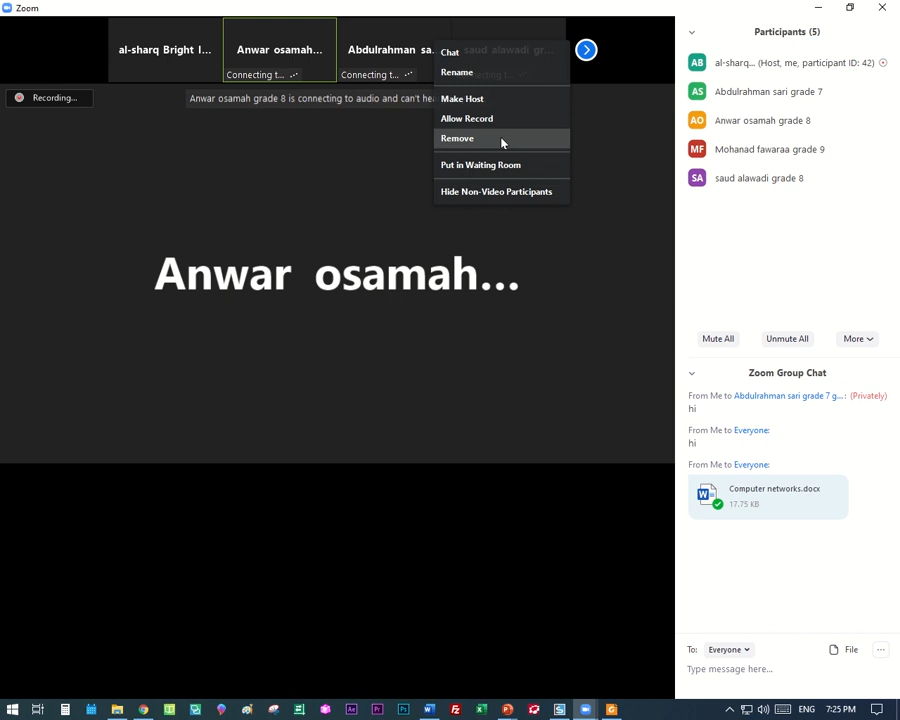 Zoom
al-sharq Bright I...
Anwar osamah...
Connecting t...
Abdulrahman sa...
Connecting t...
saud alawadi gr...
Recording...
Anwar osamah grade 8 is connecting to audio and can't he
Chat
Rename
Make Host
Allow Record
Remove
Put in Waiting Room
Hide Non-Video Participants
Anwar osamah...
Participants (5)
AB al-sharq... (Host, me, participant ID: 42)
AS Abdulrahman sari grade 7
AO Anwar osamah grade 8
MF Mohanad fawaraa grade 9
SA saud alawadi grade 8
Mute All Unmute All More
Zoom Group Chat
From Me to Abdulrahman sari grade 7 g...: (Privately)
hi
From Me to Everyone:
hi
From Me to Everyone:
Computer networks.docx
17.75 KB
To: Everyone File ...
Type message here...
ENG 7:25 PM